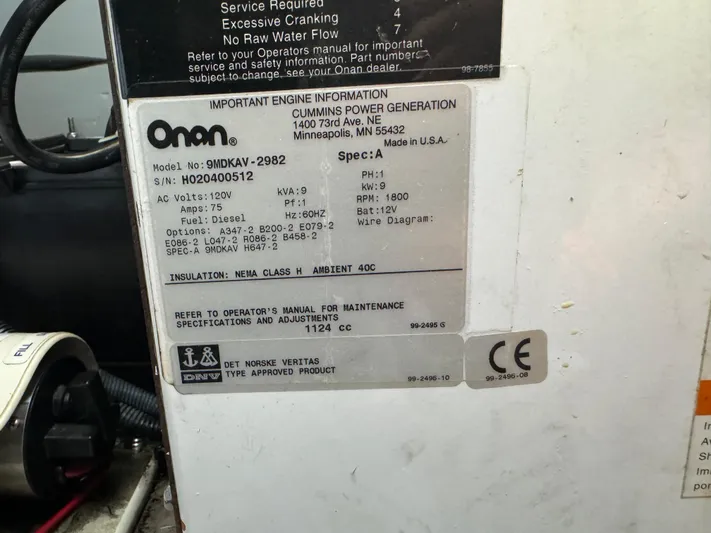 Service Required
Excessive Cranking 4
No Raw Water Flow 7
Refer to your Operators manual for important
service and safety information. Part numbers
subject to change, see your Onan dealer.
98-7855
IMPORTANT ENGINE INFORMATION
Onan®
CUMMINS POWER GENERATION
1400 73rd Ave. NE
Minneapolis, MN 55432
Made in U.S.A.
Model No: 9MDKAV-2982 Spec: A
S/N: H020400512
PH: 1
AC Volts: 120V kVA: 9 kW: 9
Amps: 75 Pf: 1 RPM: 1800
Fuel: Diesel Hz: 60HZ Bat: 12V
Options: A347-2 B200-2 E079-2 Wire Diagram:
E086-2 L047-2 R086-2 B458-2
SPEC-A 9MDKAV H647-2
INSULATION: NEMA CLASS H AMBIENT 40C
REFER TO OPERATOR'S MANUAL FOR MAINTENANCE
SPECIFICATIONS AND ADJUSTMENTS
1124 cc
99-2495 G
DNV
DET NORSKE VERITAS
TYPE APPROVED PRODUCT
99-2496-10
CE
99-2496-08
FILL